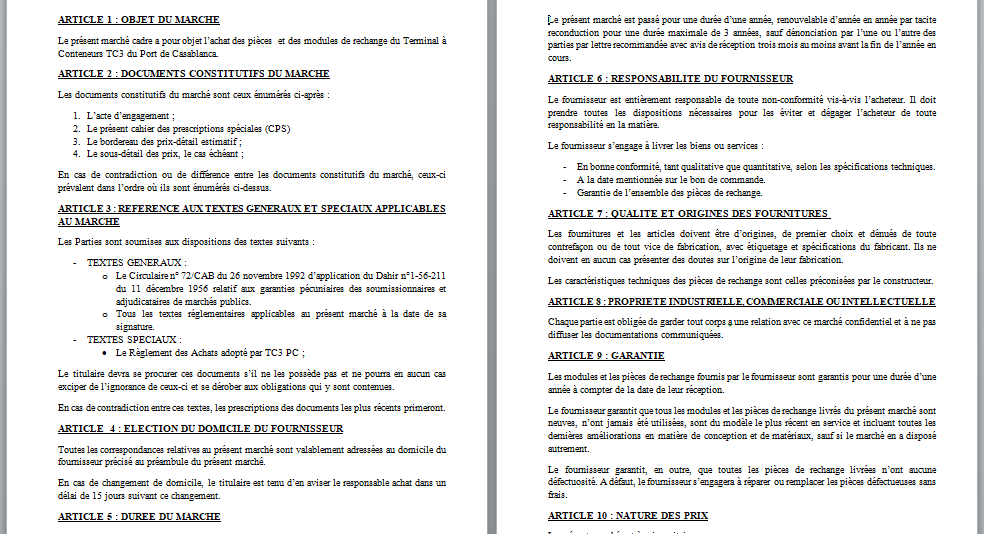 ARTICLE 1 : OBJET DU MARCHE
Le présent marché cadre a pour objet l’achat des pièces et des modules de rechange du Terminal à
Conteneurs TC3 du Port de Casablanca.
ARTICLE 2 : DOCUMENTS CONSTITUTIFS DU MARCHE
Les documents constitutifs du marché sont ceux énumérés ci-après :
1. L’acte d’engagement ;
2. Le présent cahier des prescriptions spéciales (CPS)
3. Le bordereau des prix-détail estimatif ;
4. Le sous-détail des prix, le cas échéant ;
En cas de contradiction ou de différence entre les documents constitutifs du marché, ceux-ci
prévalent dans l’ordre où ils sont énumérés ci-dessus.
ARTICLE 3 : REFERENCE AUX TEXTES GENERAUX ET SPECIAUX APPLICABLES
AU MARCHE
Les Parties sont soumises aux dispositions des textes suivants :
- TEXTES GENERAUX :
o Le Circulaire n° 72/CAB du 26 novembre 1992 d’application du Dahir n°1-56-211
du 11 décembre 1956 relatif aux garanties pécuniaires des soumissionnaires et
adjudicataires de marchés publics.
o Tous les textes réglementaires applicables au présent marché à la date de sa
signature.
- TEXTES SPECIAUX :
• Le Règlement des Achats adopté par TC3 PC ;
Le titulaire devra se procurer ces documents s’il ne les possède pas et ne pourra en aucun cas
exciper de l’ignorance de ceux-ci et se dérober aux obligations qui y sont contenues.
En cas de contradiction entre ces textes, les prescriptions des documents les plus récents primeront.
ARTICLE 4 : ELECTION DU DOMICILE DU FOURNISSEUR
Toutes les correspondances relatives au présent marché sont valablement adressées au domicile du
fournisseur précisé au préambule du présent marché.
En cas de changement de domicile, le titulaire est tenu d’en aviser le responsable achat dans un
délai de 15 jours suivant ce changement.
ARTICLE 5 : DUREE DU MARCHE
Le présent marché est passé pour une durée d’une année, renouvelable d’année en année par tacite
reconduction pour une durée maximale de 3 années, sauf dénonciation par l’une ou l’autre des
parties par lettre recommandée avec avis de réception trois mois au moins avant la fin de l’année en
cours.
ARTICLE 6 : RESPONSABILITE DU FOURNISSEUR
Le fournisseur est entièrement responsable de toute non-conformité vis-à-vis l’acheteur. Il doit
prendre toutes les dispositions nécessaires pour les éviter et dégager l’acheteur de toute
responsabilité en la matière.
Le fournisseur s’engage à livrer les biens ou services :
- En bonne conformité, tant qualitative que quantitative, selon les spécifications techniques.
- A la date mentionnée sur le bon de commande.
- Garantie de l’ensemble des pièces de rechange.
ARTICLE 7 : QUALITE ET ORIGINES DES FOURNITURES
Les fournitures et les articles doivent être d’origines, de premier choix et dénués de toute
contrefaçon ou de tout vice de fabrication, avec étiquetage et spécifications du fabricant. Ils ne
doivent en aucun cas présenter des doutes sur l’origine de leur fabrication.
Les caractéristiques techniques des pièces de rechange sont celles préconisées par le constructeur.
ARTICLE 8 : PROPRIETE INDUSTRIELLE, COMMERCIALE OU INTELLECTUELLE
Chaque partie est obligée de garder tout corps a une relation avec ce marché confidentiel et à ne pas
diffuser les documentations communiquées.
ARTICLE 9 : GARANTIE
Les modules et les pièces de rechange fournis par le fournisseur sont garantis pour une durée d’une
année à compter de la date de leur réception.
Le fournisseur garantit que tous les modules et les pièces de rechange livrés du présent marché sont
neuves, n’ont jamais été utilisées, sont du modèle le plus récent en service et incluent toutes les
dernières améliorations en matière de conception et de matériaux, sauf si le marché en a disposé
autrement.
Le fournisseur garantit, en outre, que toutes les pièces de rechange livrées n’ont aucune
défectuosité. A défaut, le fournisseur s’engagera à réparer ou remplacer les pièces défectueuses sans
frais.
ARTICLE 10 : NATURE DES PRIX